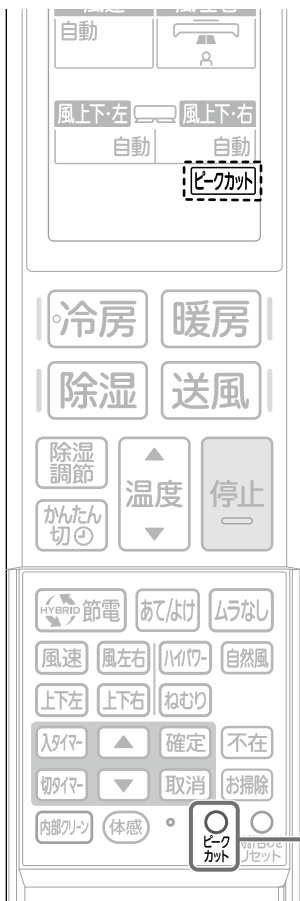 自動
風上下・左 風上下・右
自動 自動
ピークカット
冷房 暖房
除湿 送風
除湿
調節
温度
停止
かんたん
切
HYBRID 節電 あて/よけ ムラなし
風速 風左右 ハイパワー 自然風
上下左 上下右 ねむり
入タイマー 確定 不在
切タイマー 取消 お掃除
内部クリーン 体感
ピーク
カット
リセット